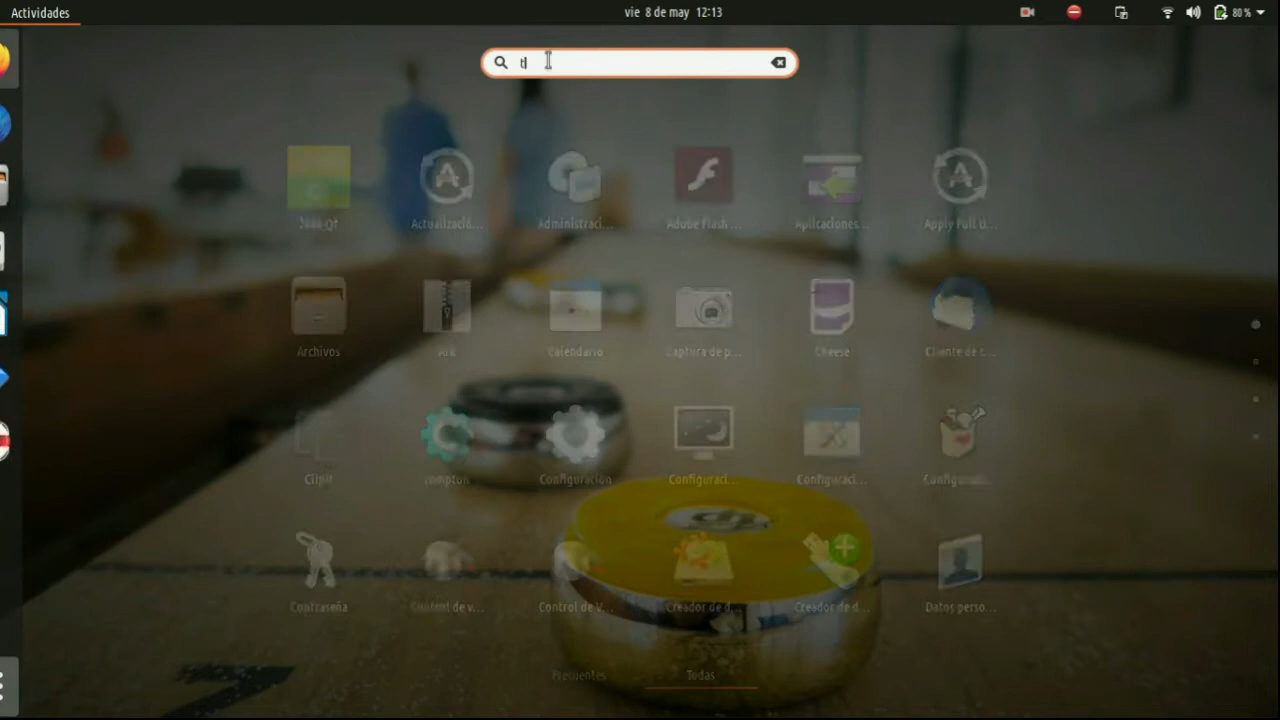 Actividades
vie 8 de may 12:13
80 %
t
2048-Qt
Actualizació...
Administraci...
Adobe Flash ...
Aplicaciones...
Apply Full U...
Archivos
Ark
Calendario
Captura de p...
Cheese
Cliente de c...
ClipIt
compton
Configuración
Configuraci...
Configuraci...
Configuraci...
Contraseña
Control de v...
Control de V...
Creador de d...
Creador de d...
Datos perso...
Frecuentes
Todas